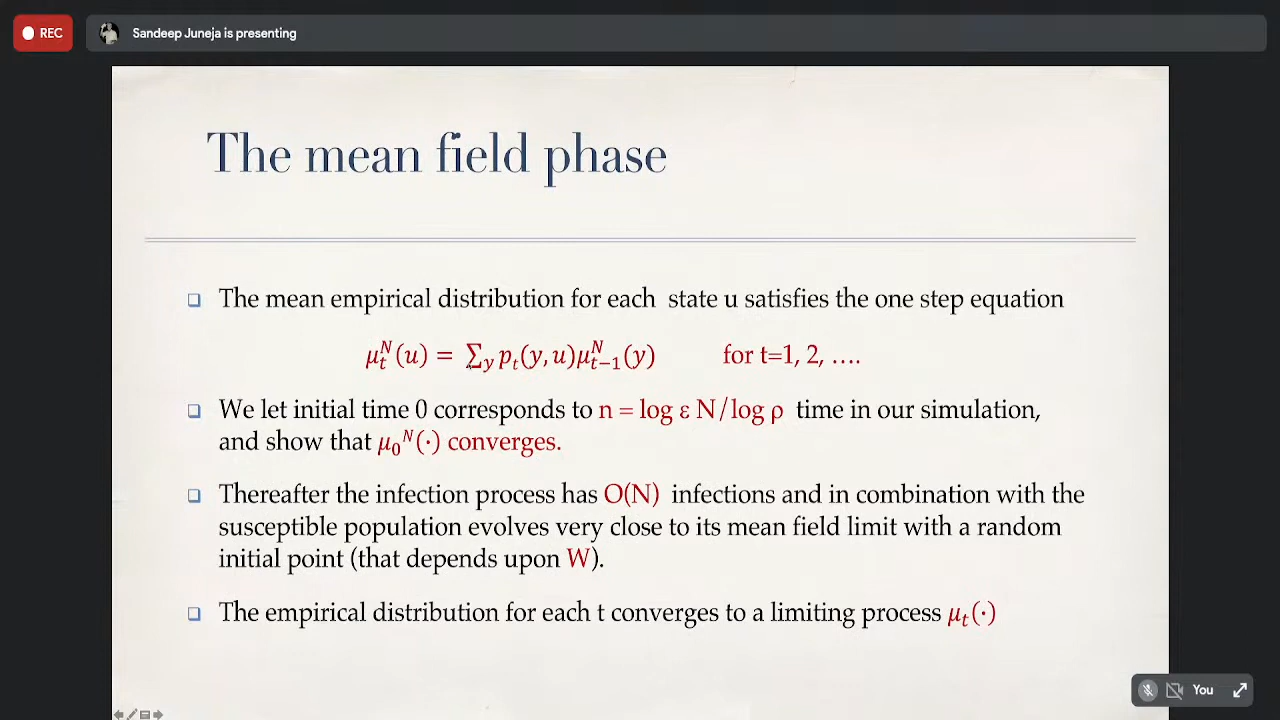 REC
Sandeep Juneja is presenting
The mean field phase
❑ The mean empirical distribution for each state u satisfies the one step equation
μ_t^N(u) = ∑_y p_t(y, u)μ_{t−1}^N(y) for t=1, 2, ….
❑ We let initial time 0 corresponds to n = log ε N/log ρ time in our simulation,
and show that μ_0^N(·) converges.
❑ Thereafter the infection process has O(N) infections and in combination with the
susceptible population evolves very close to its mean field limit with a random
initial point (that depends upon W).
❑ The empirical distribution for each t converges to a limiting process μ_t(·)
You